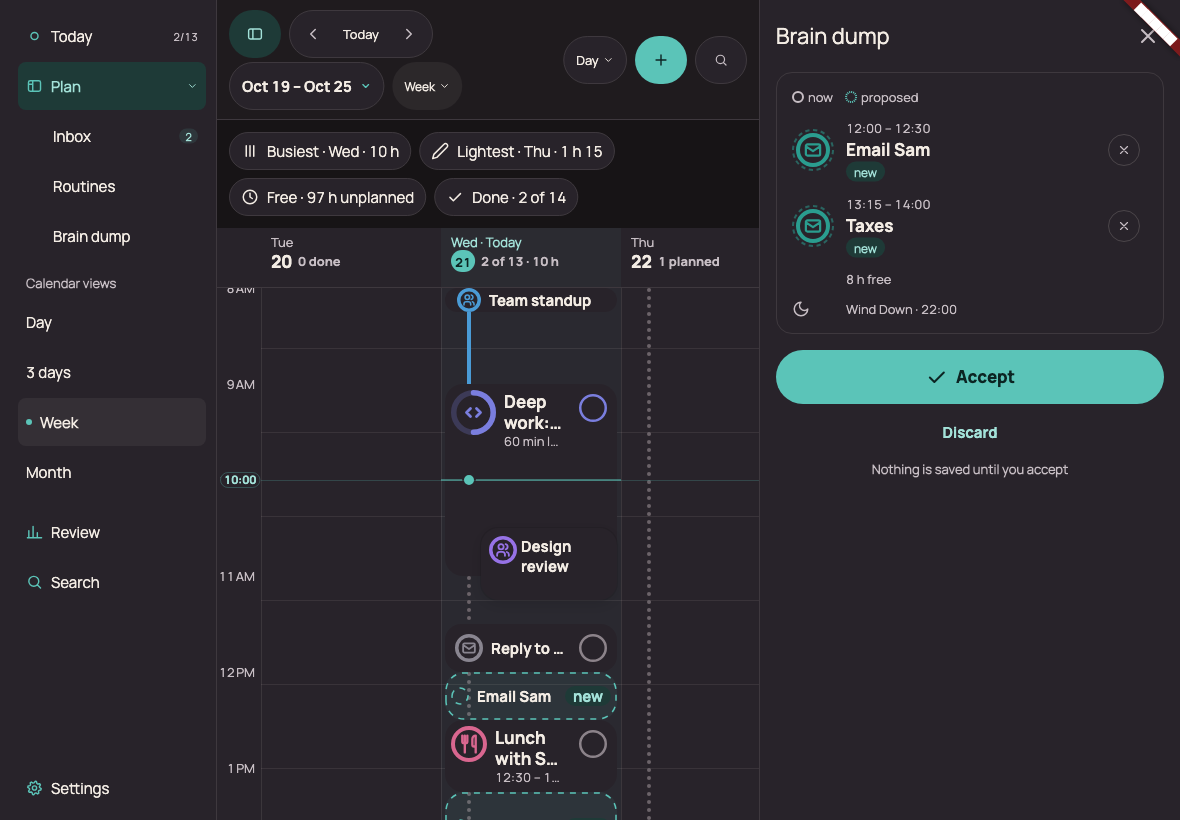 Today 2/13
Plan
Inbox 2
Routines
Brain dump
Calendar views
Day
3 days
Week
Month
Review
Search
Settings
Today
Oct 19 – Oct 25
Week
Day
Busiest · Wed · 10 h
Lightest · Thu · 1 h 15
Free · 97 h unplanned
Done · 2 of 14
Tue
20 0 done
Wed · Today
21 2 of 13 · 10 h
Thu
22 1 planned
8 AM
Team standup
9 AM
Deep
work:...
60 min l...
10:00
Design
review
11 AM
Reply to ...
12 PM
Email Sam new
Lunch
with S...
12:30 – 1...
1 PM
Brain dump
now proposed
12:00 – 12:30
Email Sam
new
13:15 – 14:00
Taxes
new
8 h free
Wind Down · 22:00
Accept
Discard
Nothing is saved until you accept